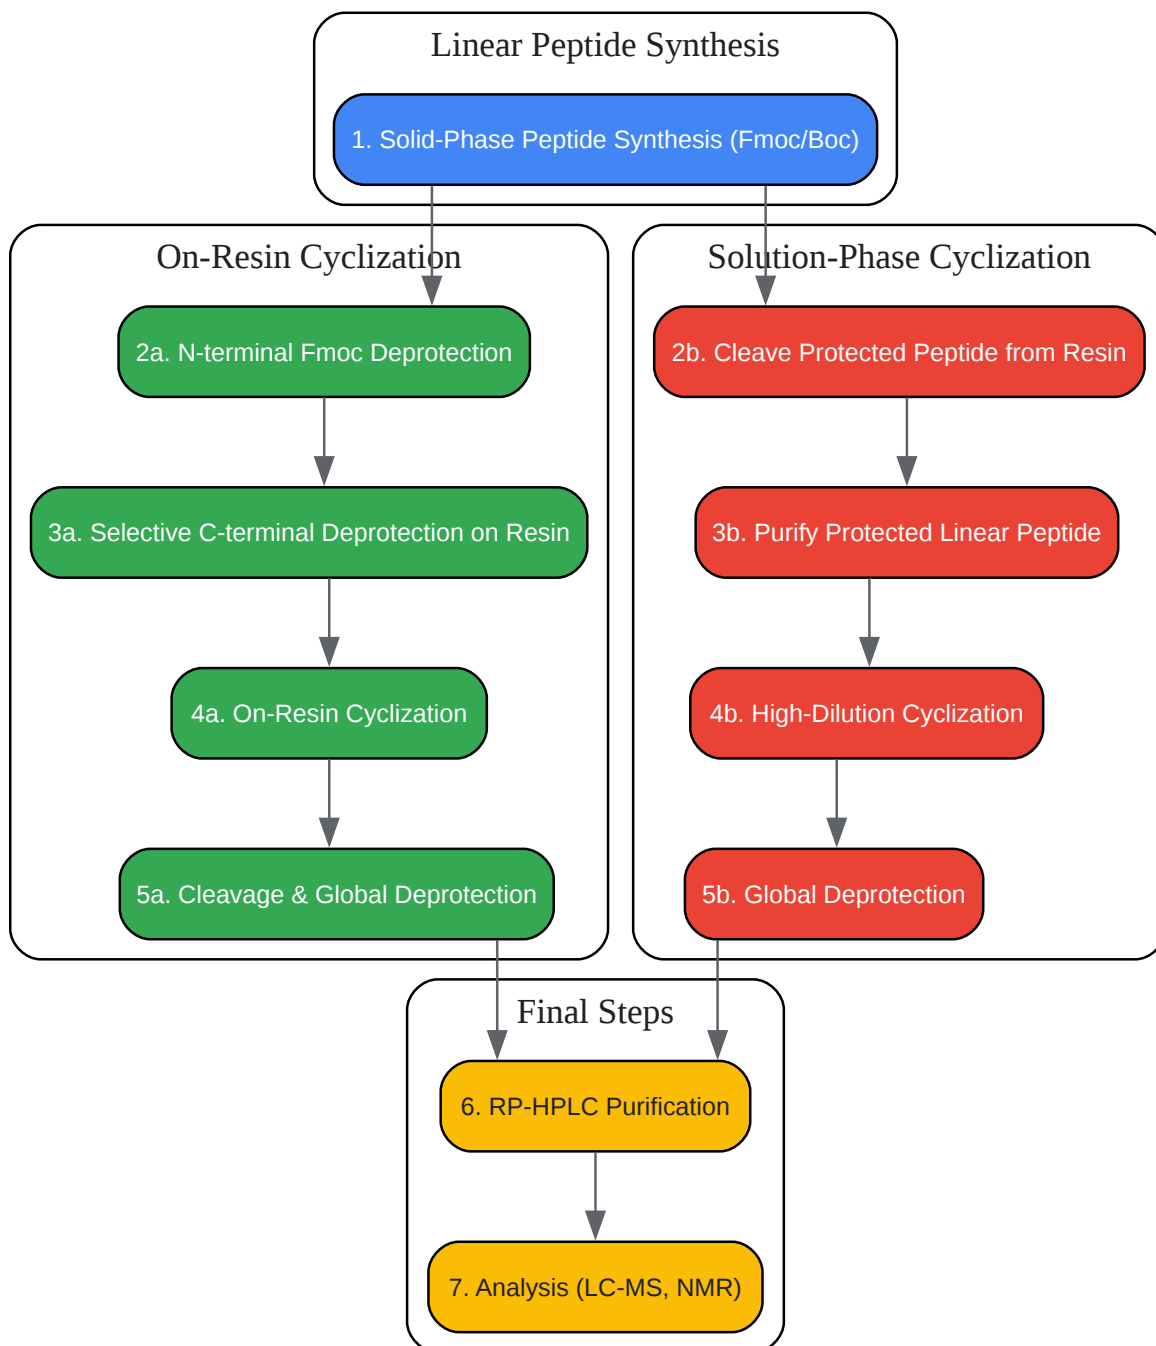 Linear Peptide Synthesis
1. Solid-Phase Peptide Synthesis (Fmoc/Boc)
On-Resin Cyclization
2a. N-terminal Fmoc Deprotection
3a. Selective C-terminal Deprotection on Resin
4a. On-Resin Cyclization
5a. Cleavage & Global Deprotection
Solution-Phase Cyclization
2b. Cleave Protected Peptide from Resin
3b. Purify Protected Linear Peptide
4b. High-Dilution Cyclization
5b. Global Deprotection
Final Steps
6. RP-HPLC Purification
7. Analysis (LC-MS, NMR)